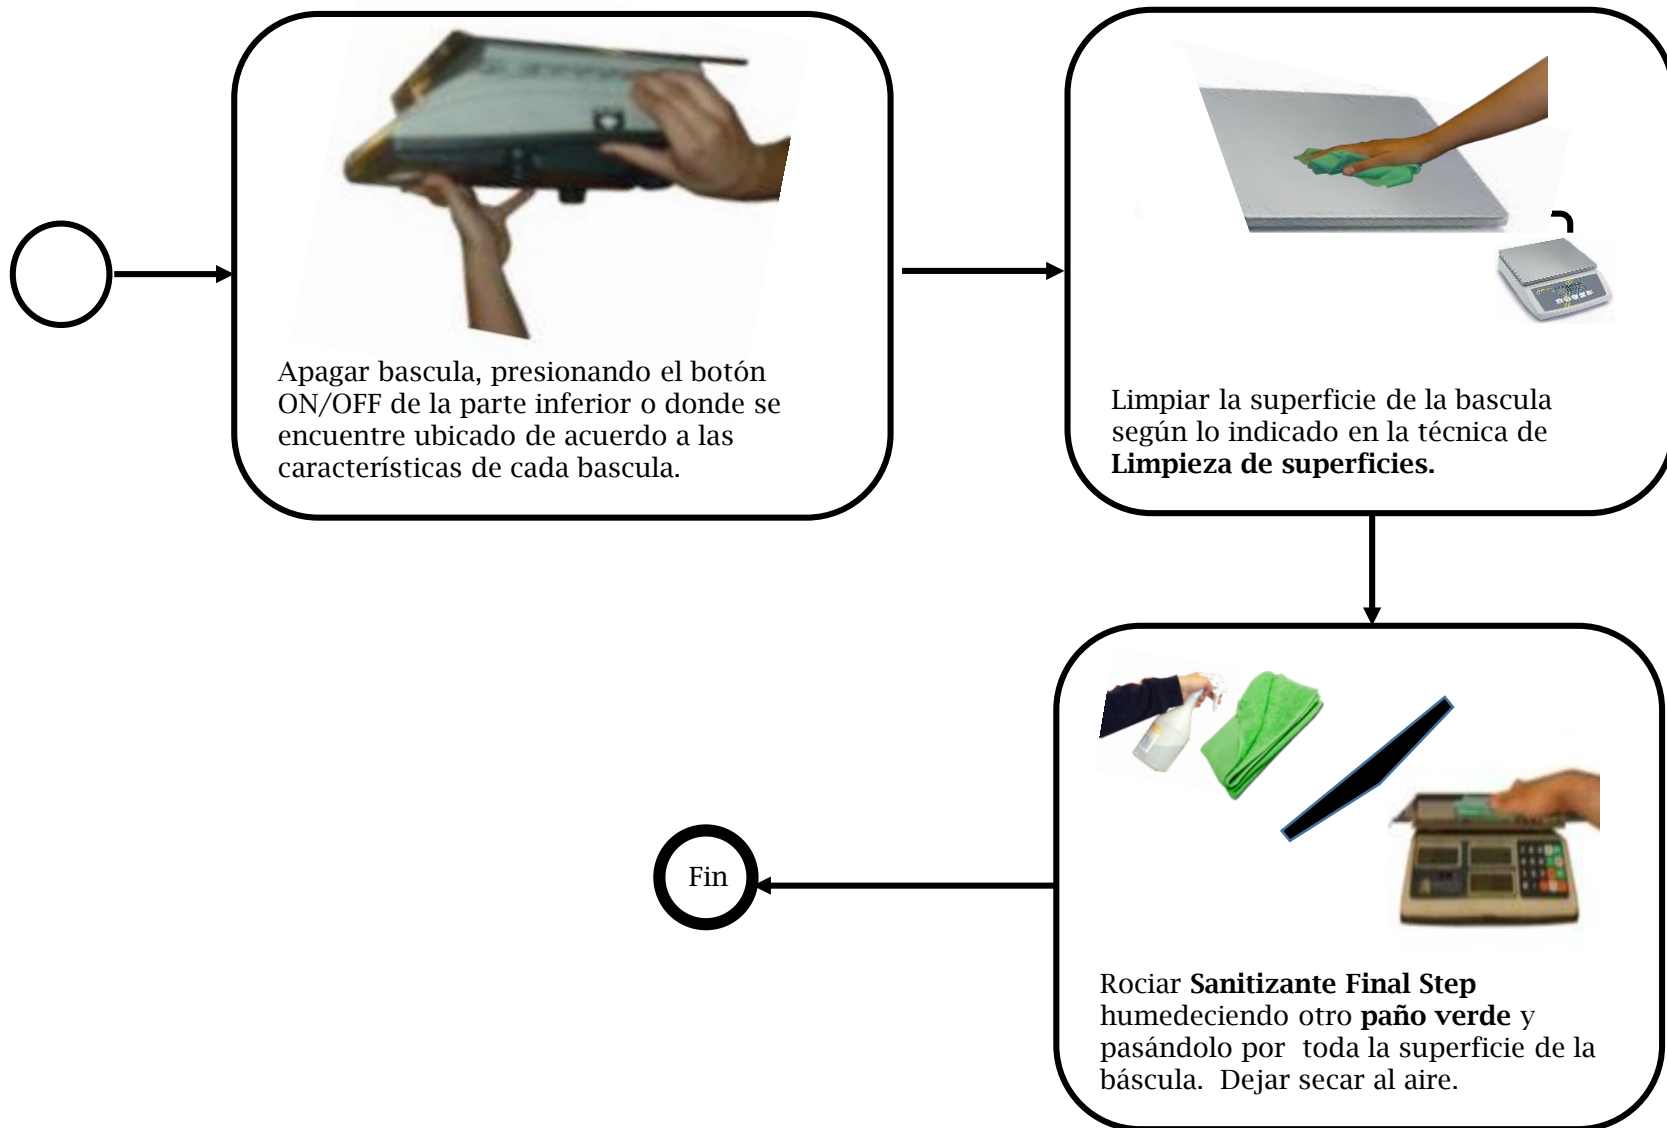 Apagar bascula, presionando el botón
ON/OFF de la parte inferior o donde se
encuentre ubicado de acuerdo a las
características de cada bascula.
Limpiar la superficie de la bascula
según lo indicado en la técnica de
Limpieza de superficies.
Rociar Sanitizante Final Step
humedeciendo otro paño verde y
pasándolo por toda la superficie de la
báscula. Dejar secar al aire.
Fin